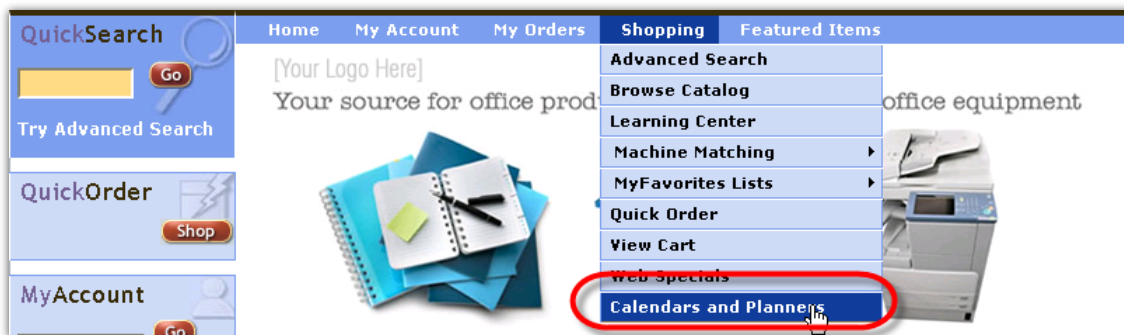 QuickSearch
Go
Try Advanced Search
QuickOrder
Shop
MyAccount
Go
Home My Account My Orders Shopping Featured Items
[Your Logo Here]
Your source for office prod office equipment
Advanced Search
Browse Catalog
Learning Center
Machine Matching
MyFavorites Lists
Quick Order
View Cart
Web Specials
Calendars and Planners